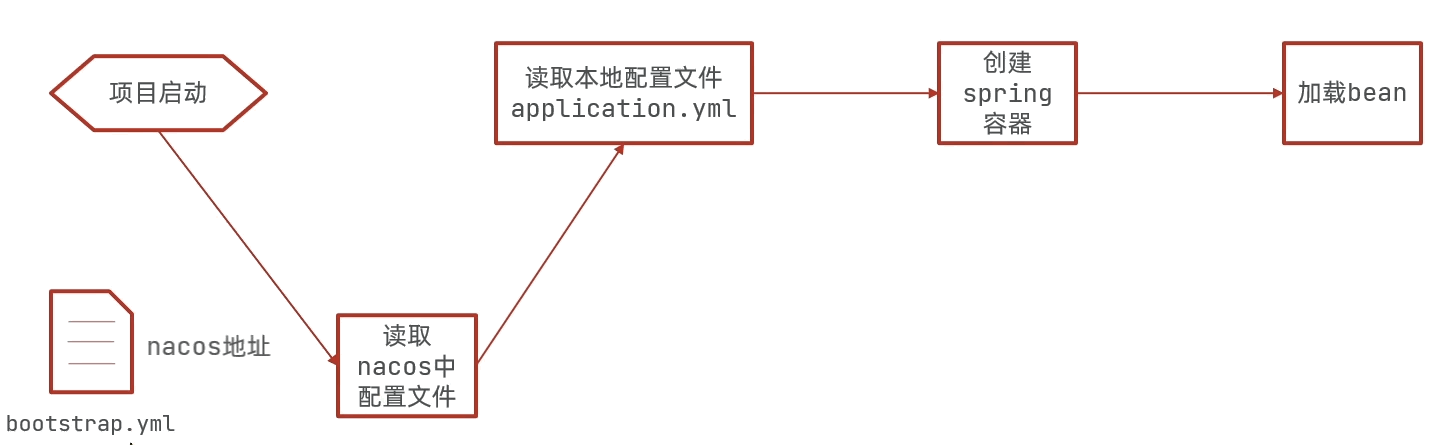 项目启动
读取本地配置文件
application.yml
创建
spring
容器
加载bean
nacos地址
bootstrap.yml
读取
nacos中
配置文件